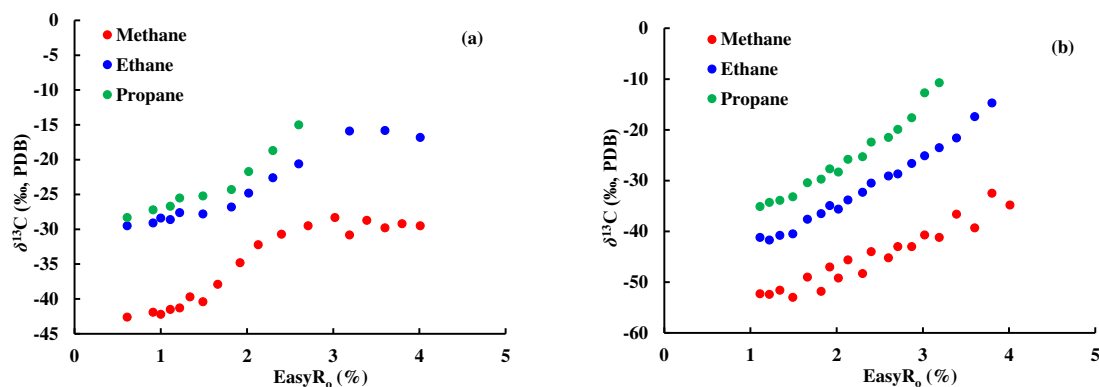 0
-5
-10
-15
-20
-25
-30
-35
-40
-45
0
1
2
3
4
5
δ¹³C (‰, PDB)
EasyRₒ (%)
Methane
Ethane
Propane
(a)
0
-10
-20
-30
-40
-50
-60
0
1
2
3
4
5
δ¹³C (‰, PDB)
EasyRₒ (%)
Methane
Ethane
Propane
(b)